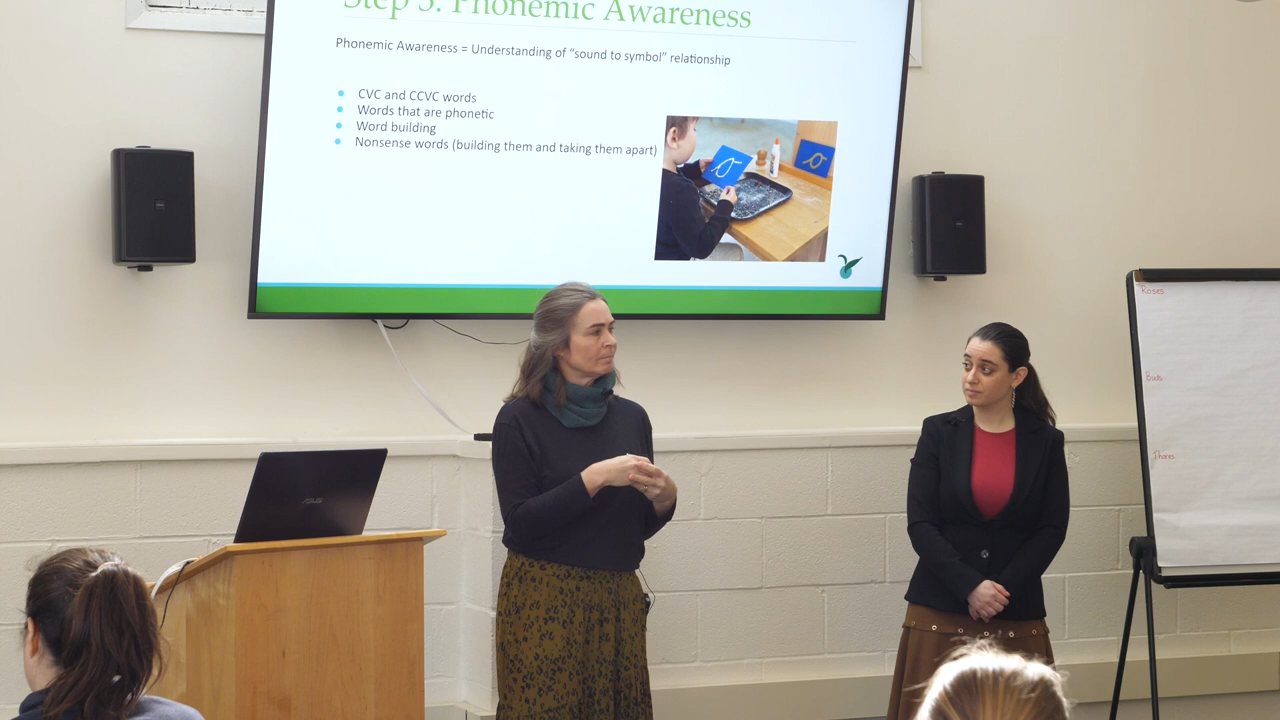 Step 3: Phonemic Awareness
Phonemic Awareness = Understanding of “sound to symbol” relationship
CVC and CCVC words
Words that are phonetic
Word building
Nonsense words (building them and taking them apart)
ASUS
Roses:
Buds:
Thorns: